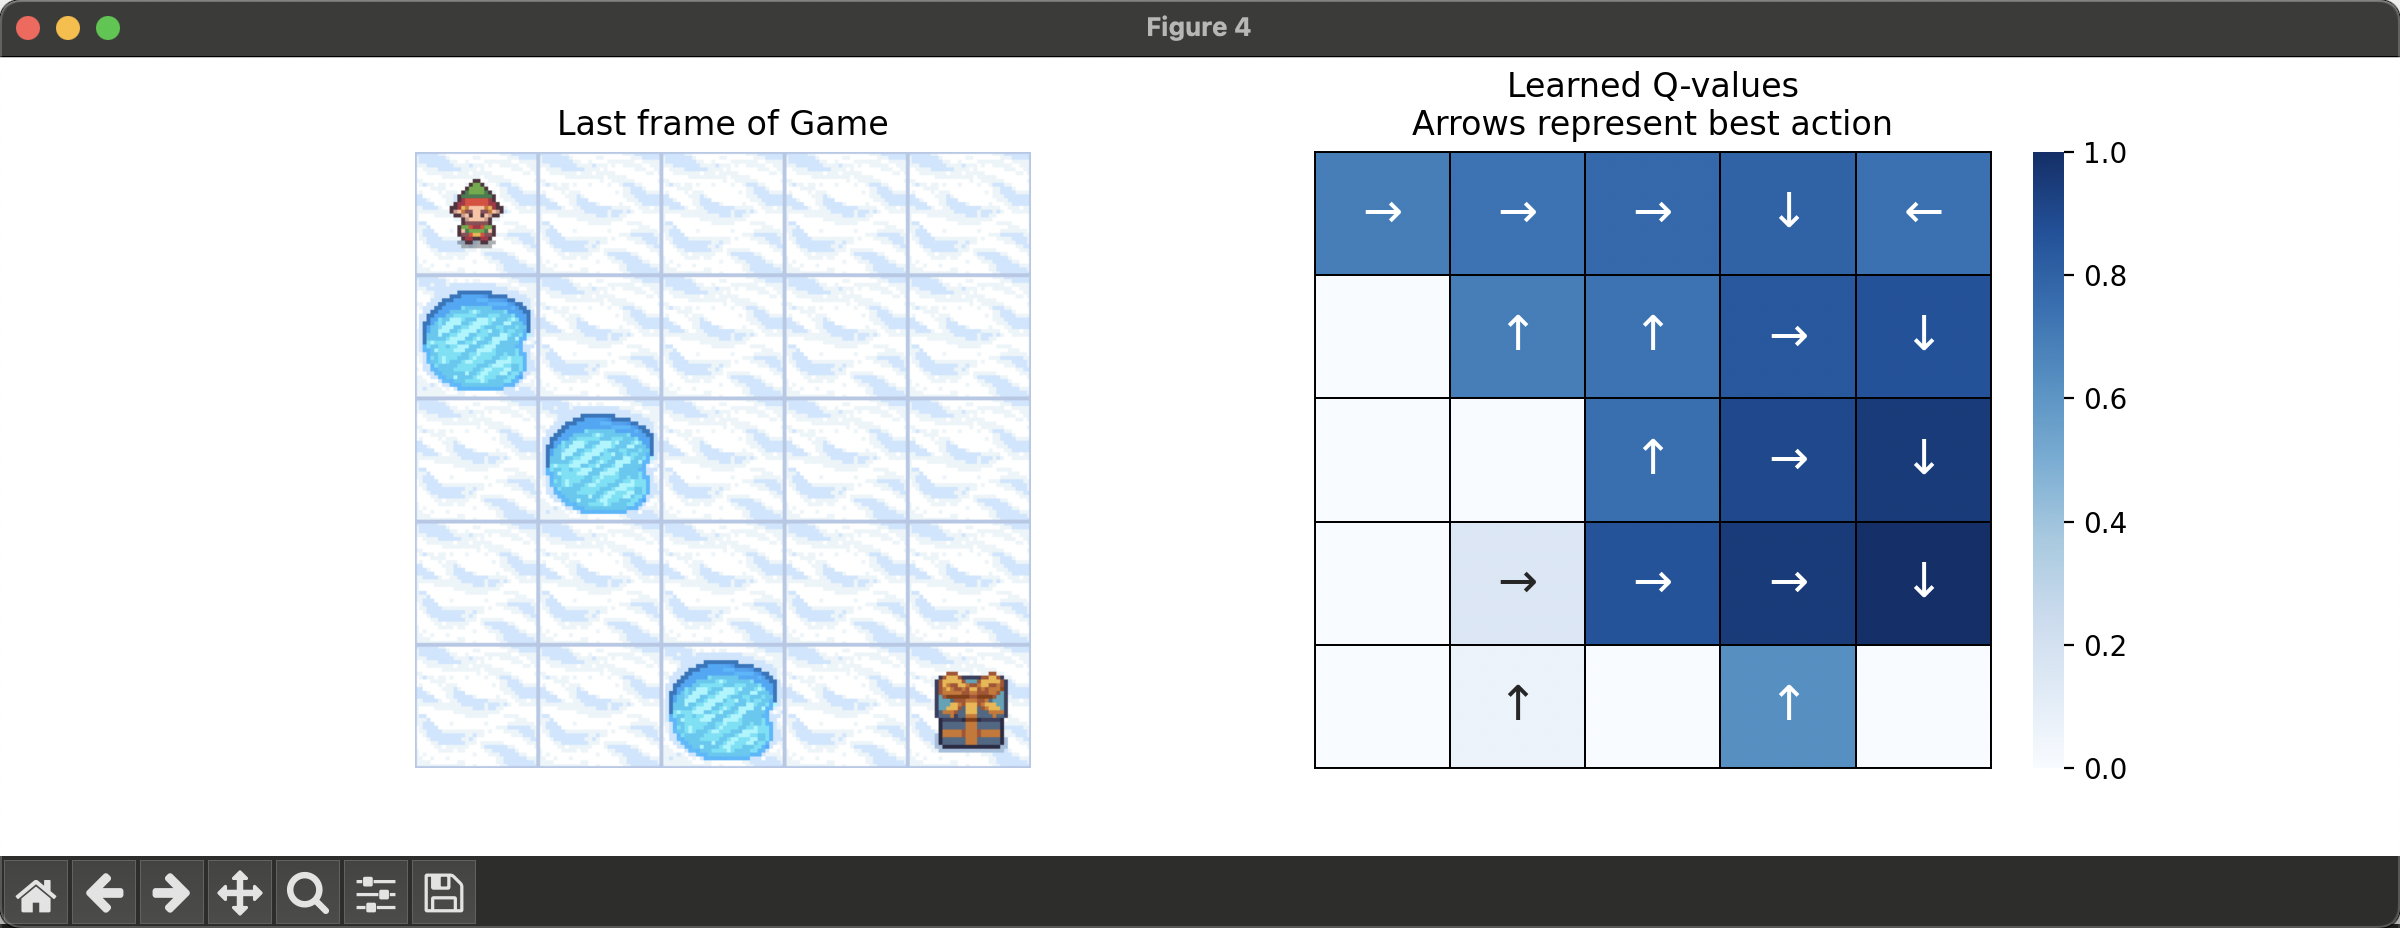 Figure 4
Last frame of Game
Learned Q-values
Arrows represent best action
→ → → ↓ ←
↑ ↑ → ↓
↑ → ↓
→ → → ↓
↑ ↑
1.0
0.8
0.6
0.4
0.2
0.0